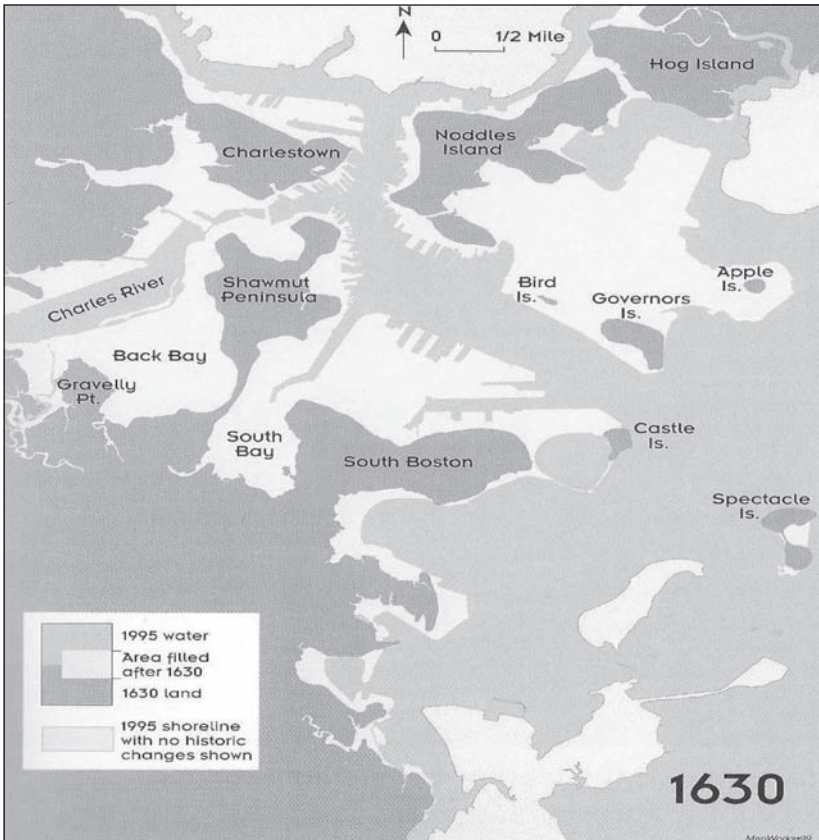 N
0 1/2 Mile
Hog Island
Charlestown
Noddles
Island
Shawmut
Peninsula
Charles River
Bird
Is.
Governors
Is.
Apple
Is.
Back Bay
Gravelly
Pt.
South
Bay
South Boston
Castle
Is.
Spectacle
Is.
1995 water
Area filled
after 1630
1630 land
1995 shoreline
with no historic
changes shown
1630